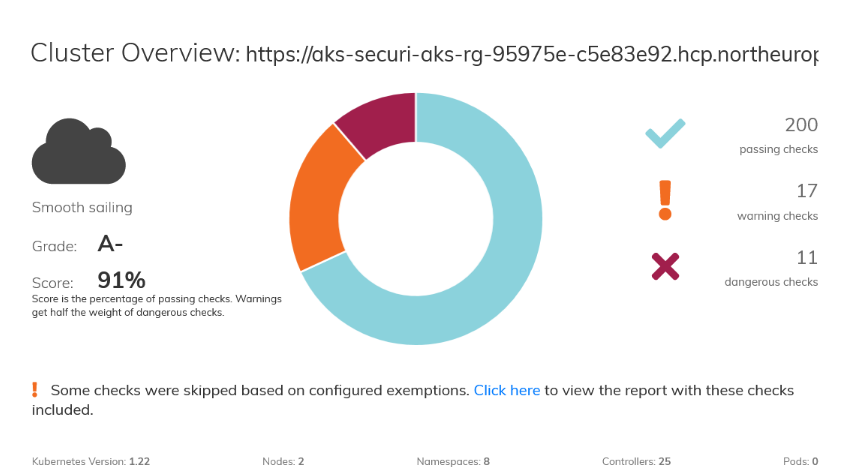 Cluster Overview: https://aks-securi-aks-rg-95975e-c5e83e92.hcp.northeurop
Smooth sailing
Grade: A-
Score: 91%
Score is the percentage of passing checks. Warnings
get half the weight of dangerous checks.
200
passing checks
17
warning checks
11
dangerous checks
Some checks were skipped based on configured exemptions. Click here to view the report with these checks
included.
Kubernetes Version: 1.22 Nodes: 2 Namespaces: 8 Controllers: 25 Pods: 0